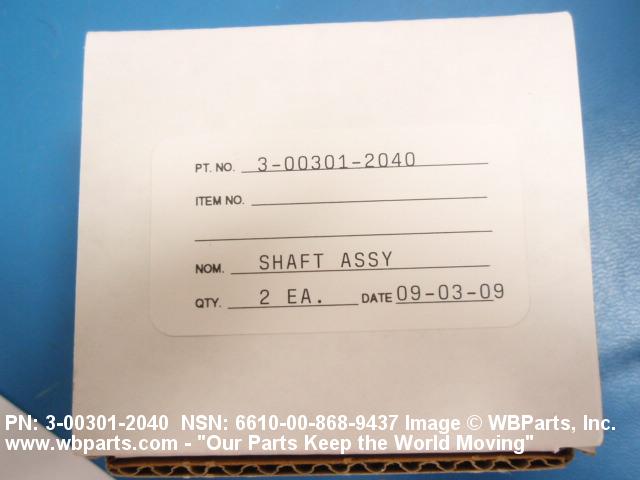 PT. NO. 3-00301-2040
ITEM NO.
NOM. SHAFT ASSY
QTY. 2 EA. DATE 09-03-09
PN: 3-00301-2040 NSN: 6610-00-868-9437 Image © WBParts, Inc.
www.wbparts.com - "Our Parts Keep the World Moving"